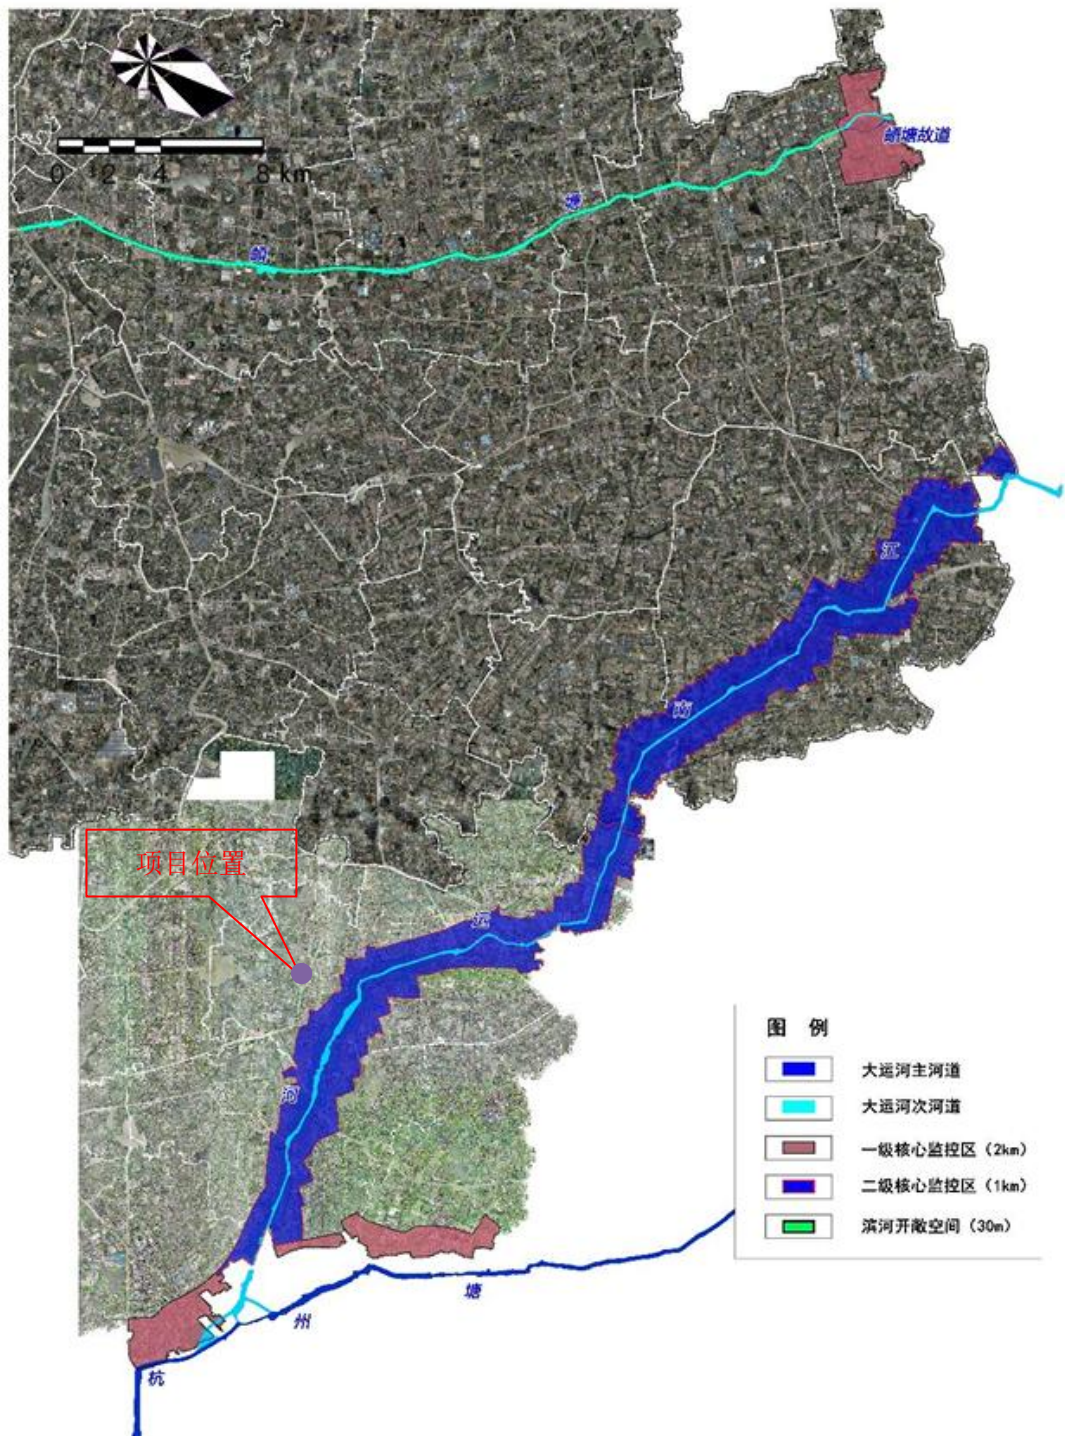 0 2 4 8 km
崤塘故道
塘
崤
江
南
项目位置
运
河
图 例
大运河主河道
大运河次河道
一级核心监控区（2km）
二级核心监控区（1km）
滨河开敞空间（30m）
塘
州
杭